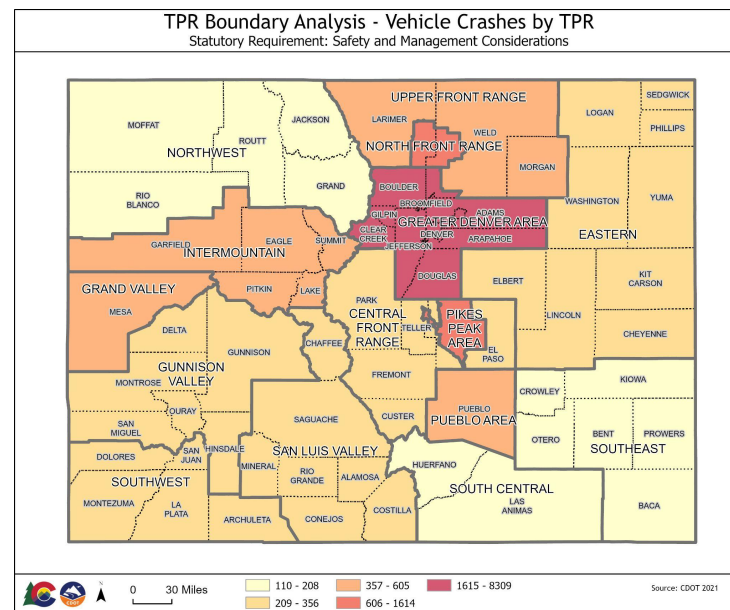 TPR Boundary Analysis - Vehicle Crashes by TPR
Statutory Requirement: Safety and Management Considerations
UPPER FRONT RANGE
SEDGWICK
LOGAN
PHILLIPS
JACKSON
LARIMER
MOFFAT
WELD
ROUTT
NORTH FRONT RANGE
NORTHWEST
MORGAN
GRAND
BOULDER
RIO
BLANCO
BROOMFIELD
WASHINGTON
YUMA
GILPIN
ADAMS
GREATER DENVER AREA
CLEAR
CREEK
DENVER
EASTERN
GARFIELD
EAGLE
SUMMIT
JEFFERSON
ARAPAHOE
INTERMOUNTAIN
DOUGLAS
ELBERT
KIT
CARSON
GRAND VALLEY
PITKIN
LAKE
PARK
MESA
CENTRAL
FRONT
RANGE
TELLER
PIKES
PEAK
AREA
LINCOLN
DELTA
CHAFFEE
CHEYENNE
GUNNISON
EL
PASO
GUNNISON
VALLEY
FREMONT
MONTROSE
KIOWA
CROWLEY
OURAY
CUSTER
PUEBLO
PUEBLO AREA
SAN
MIGUEL
SAGUACHE
OTERO
BENT
PROWERS
SOUTHEAST
DOLORES
SAN
JUAN
HINSDALE
SAN LUIS VALLEY
MINERAL
HUERFANO
RIO
GRANDE
ALAMOSA
SOUTHWEST
SOUTH CENTRAL
LAS
ANIMAS
MONTEZUMA
LA
PLATA
COSTILLA
BACA
ARCHULETA
CONEJOS
CDOT
N
0 30 Miles
110 - 208
357 - 605
1615 - 8309
209 - 356
606 - 1614
Source: CDOT 2021